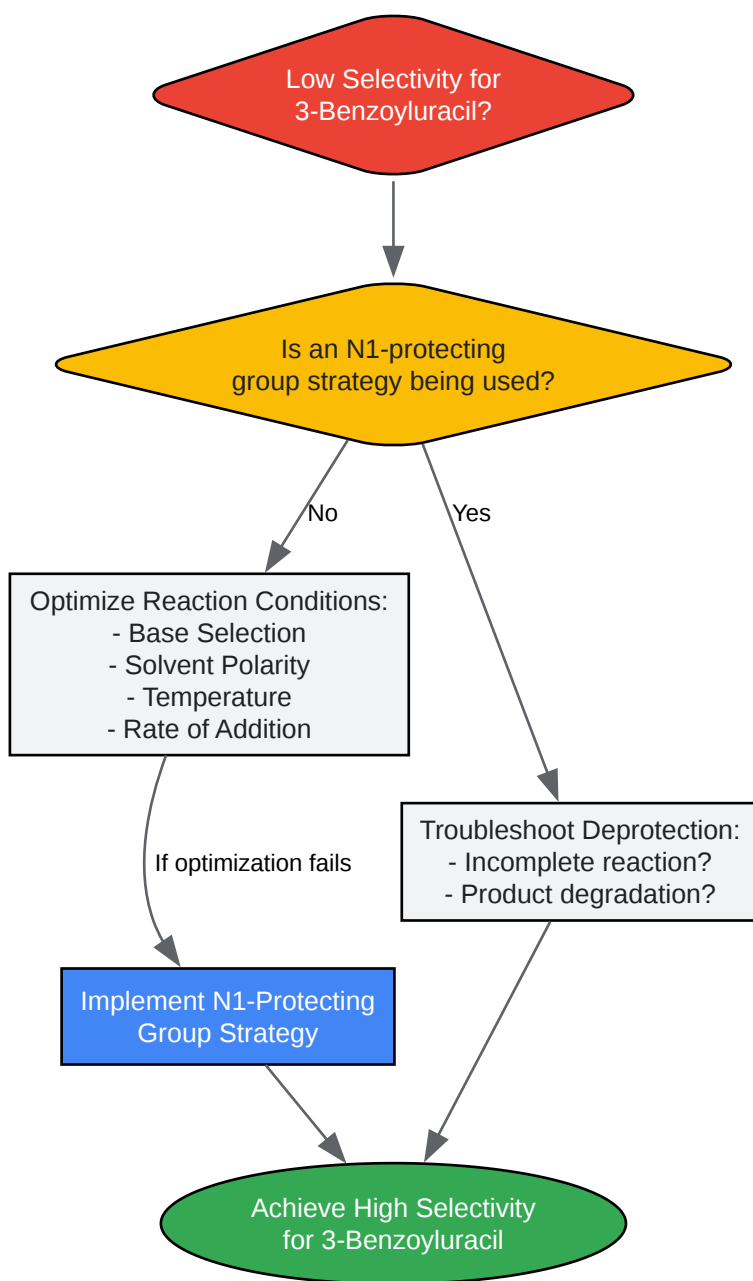 Low Selectivity for
3-Benzoyluracil?
Is an N1-protecting
group strategy being used?
No
Yes
Optimize Reaction Conditions:
- Base Selection
- Solvent Polarity
- Temperature
- Rate of Addition
Troubleshoot Deprotection:
- Incomplete reaction?
- Product degradation?
If optimization fails
Implement N1-Protecting
Group Strategy
Achieve High Selectivity
for 3-Benzoyluracil